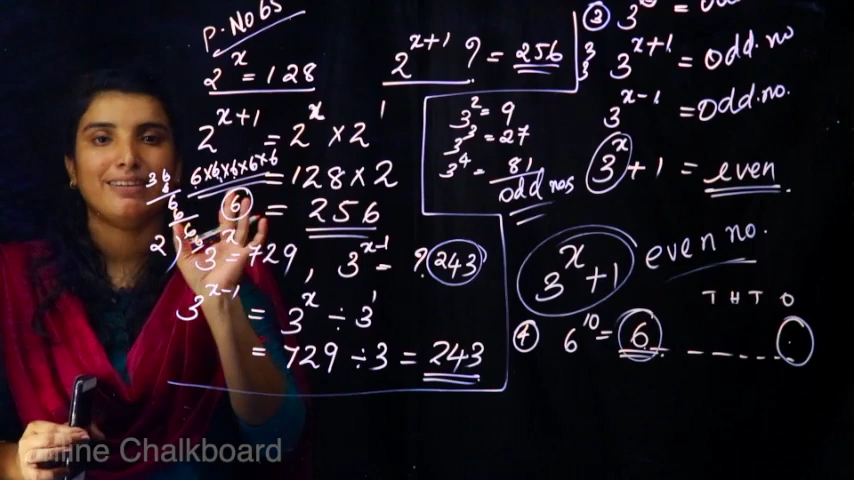 P. Nobs
2^x = 128
2^{x+1} ? = 256
2^{x+1} = 2^x × 2^1
6×6×6×6×6 = 128 × 2
36
6
6 = 256
2) 3^x = 729, 3^{x-1} = ? 243
3^{x-1} = 3^x ÷ 3^1
= 729 ÷ 3 = 243
3^2 = 9
3^3 = 27
3^4 = 81
odd nos
3
3^{x+1} = Odd. no
3^{x-1} = Odd. no.
3^x + 1 = even
3^x + 1 even no.
T H T O
4 6^{10} = 6 _ _ _ _ _ _ .
Online Chalkboard